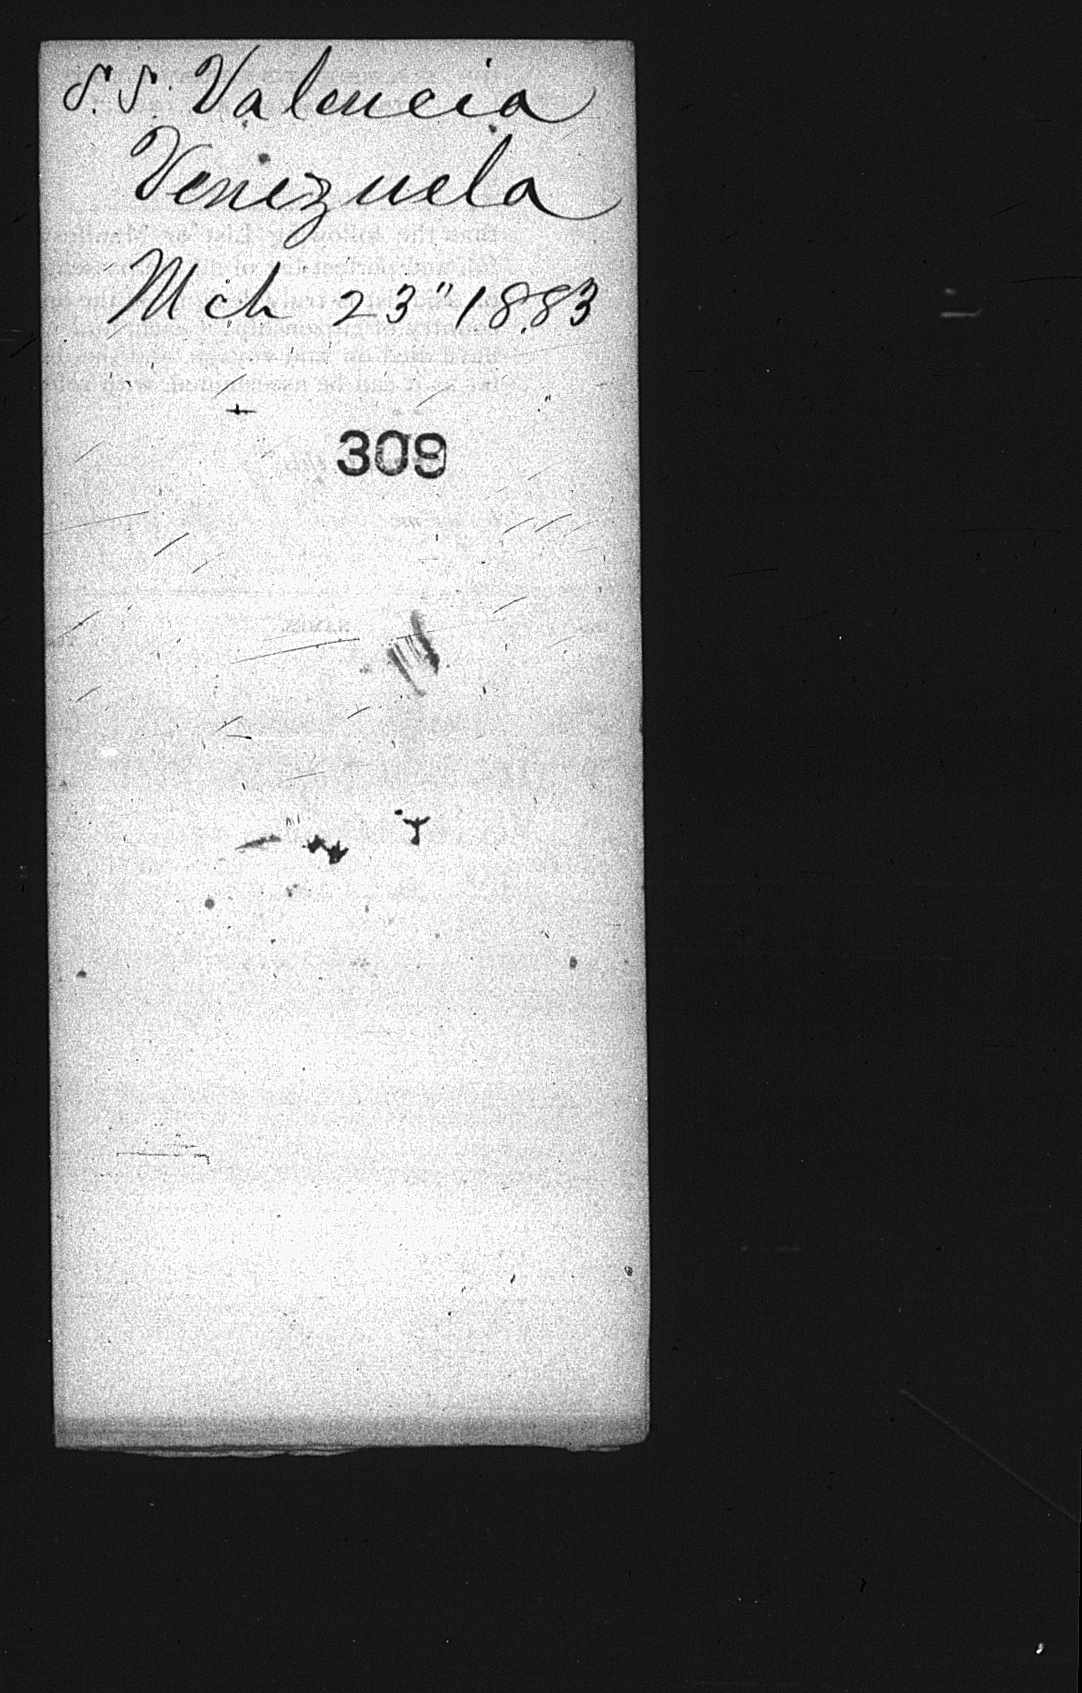 S.S. Valencia
Venezuela
Mch 23" 1883
309